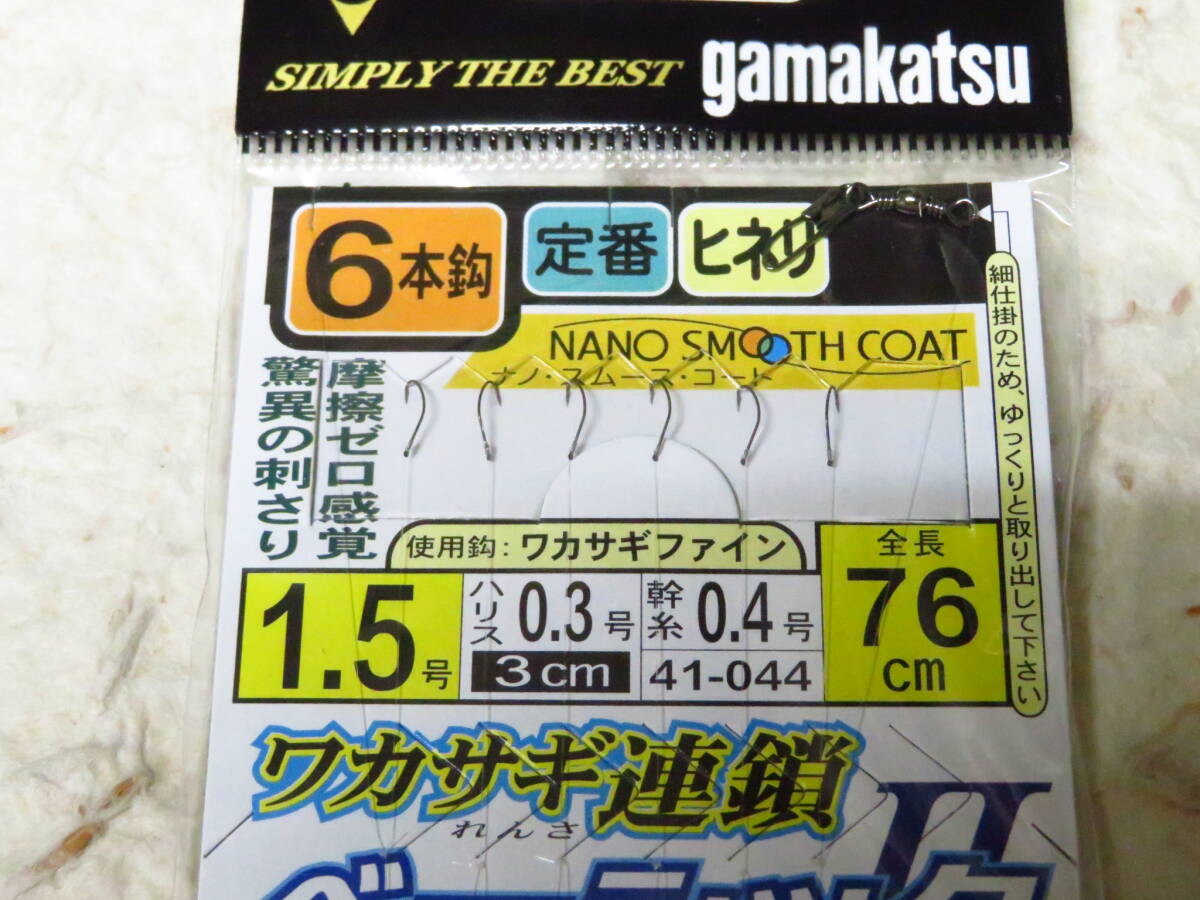 SIMPLY THE BEST gamakatsu
6本鈎 定番 ヒネリ
NANO SMOOTH COAT
ナノ・スムース・コート
摩擦ゼロ感覚
驚異の刺さり
細仕掛のため、ゆっくりと取り出して下さい
使用鈎:ワカサギファイン
1.5号
ハリス 0.3号
3cm
幹糸 0.4号
41-044
全長
76
cm
ワカサギ連鎖
れんさ
II